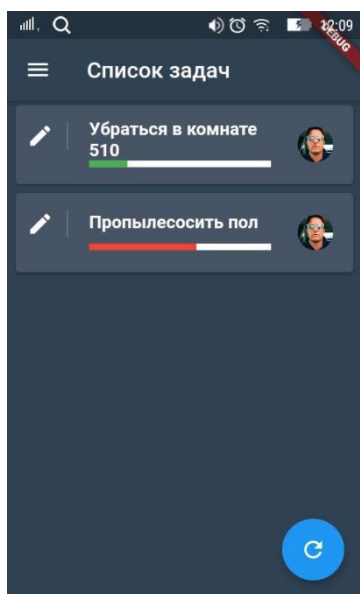 12:09
DEBUG
Список задач
Убраться в комнате
510
Пропылесосить пол